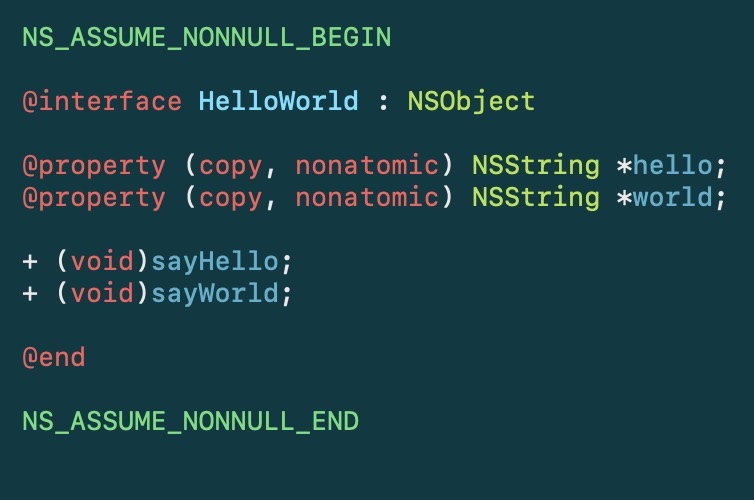 NS_ASSUME_NONNULL_BEGIN
@interface HelloWorld : NSObject
@property (copy, nonatomic) NSString *hello;
@property (copy, nonatomic) NSString *world;
+ (void)sayHello;
+ (void)sayWorld;
@end
NS_ASSUME_NONNULL_END